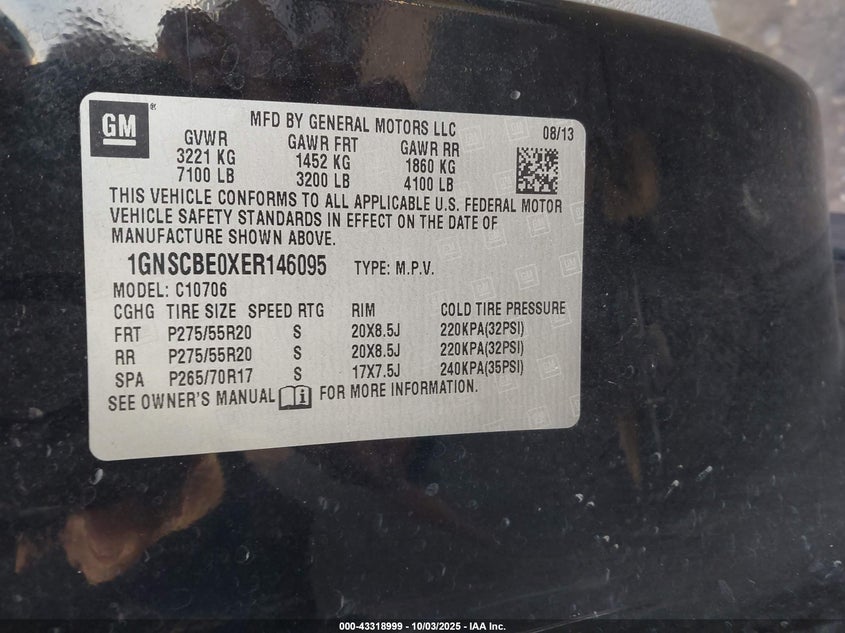 GM
MFD BY GENERAL MOTORS LLC 08/13
GVWR GAWR FRT GAWR RR
3221 KG 1452 KG 1860 KG
7100 LB 3200 LB 4100 LB
THIS VEHICLE CONFORMS TO ALL APPLICABLE U.S. FEDERAL MOTOR
VEHICLE SAFETY STANDARDS IN EFFECT ON THE DATE OF
MANUFACTURE SHOWN ABOVE.
1GNSCBE0XER146095 TYPE: M.P.V.
MODEL: C10706
CGHG TIRE SIZE SPEED RTG RIM COLD TIRE PRESSURE
FRT P275/55R20 S 20X8.5J 220KPA(32PSI)
RR P275/55R20 S 20X8.5J 220KPA(32PSI)
SPA P265/70R17 S 17X7.5J 240KPA(35PSI)
SEE OWNER'S MANUAL FOR MORE INFORMATION.
000-43318999 - 10/03/2025 - IAA Inc.